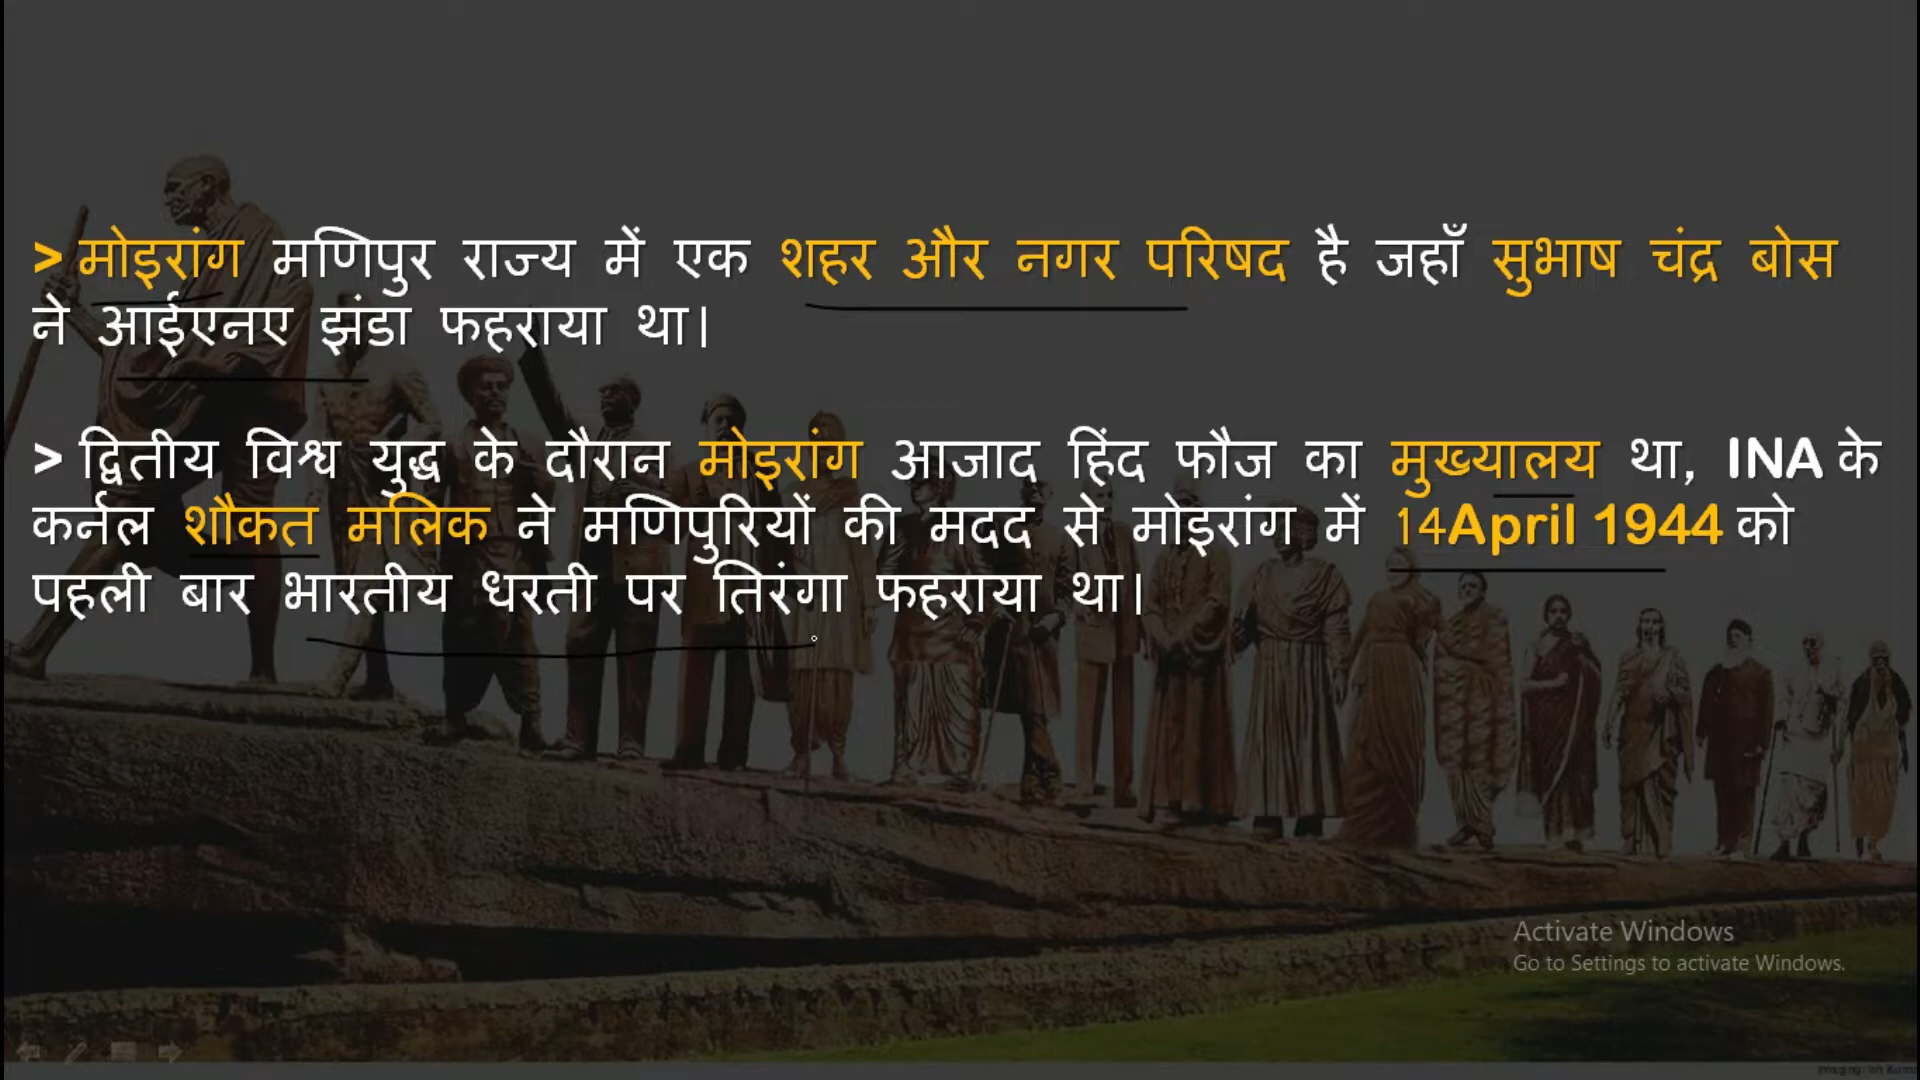 > मोइरांग मणिपुर राज्य में एक शहर और नगर परिषद है जहाँ सुभाष चंद्र बोस
ने आईएनए झंडा फहराया था।
> द्वितीय विश्व युद्ध के दौरान मोइरांग आजाद हिंद फौज का मुख्यालय था, INA के
कर्नल शौकत मलिक ने मणिपुरियों की मदद से मोइरांग में 14April 1944 को
पहली बार भारतीय धरती पर तिरंगा फहराया था।
Activate Windows
Go to Settings to activate Windows.